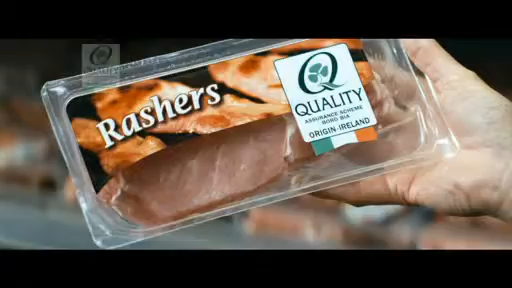 Rashers
Q
QUALITY
ASSURANCE SCHEME
BORD BIA
ORIGIN-IRELAND